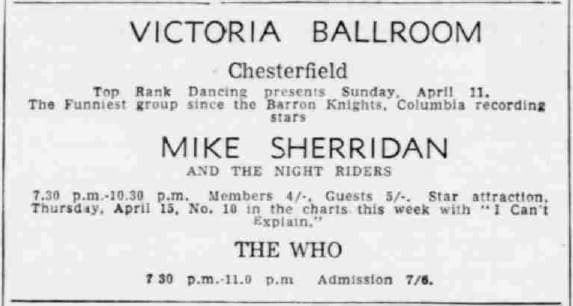 VICTORIA BALLROOM
Chesterfield
Top Rank Dancing presents Sunday, April 11.
The Funniest group since the Barron Knights, Columbia recording
stars
MIKE SHERRIDAN
AND THE NIGHT RIDERS
7.30 p.m.-10.30 p.m. Members 4/-, Guests 5/-. Star attraction,
Thursday, April 15, No. 10 in the charts this week with "I Can't
Explain."
THE WHO
7 30 p.m.-11.0 p.m Admission 7/6.